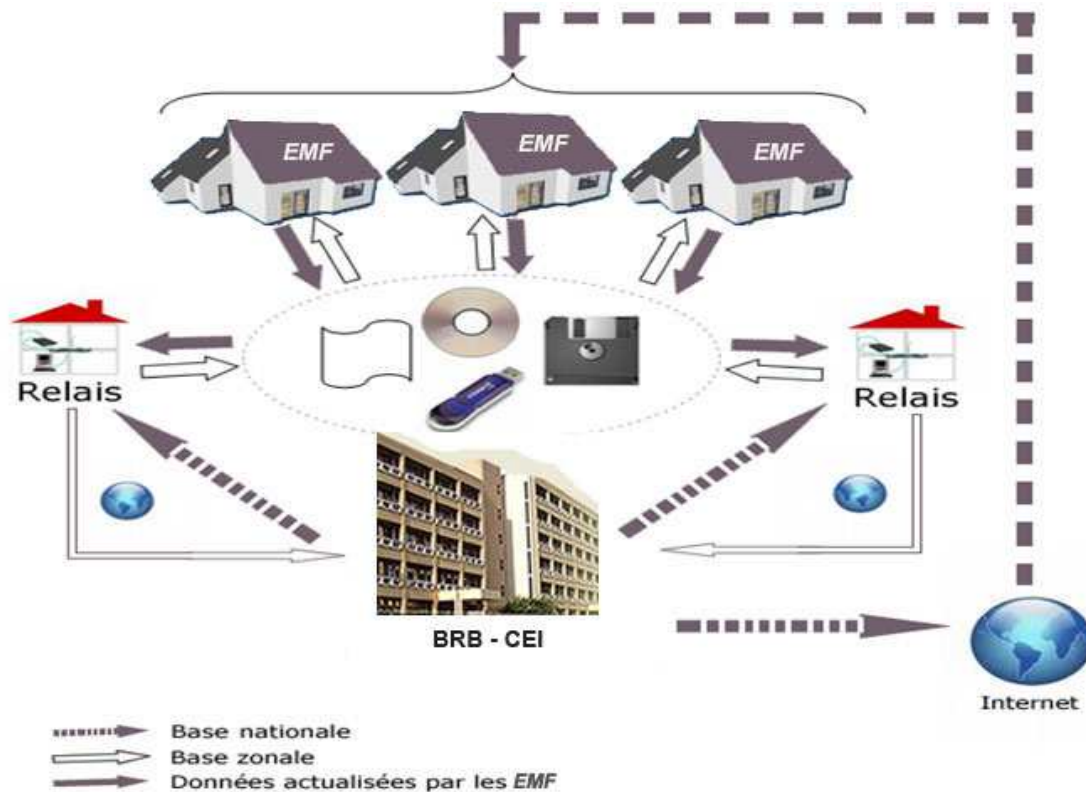 EMF
EMF
EMF
Relais
Relais
BRB - CEI
Internet
Base nationale
Base zonale
Données actualisées par les EMF